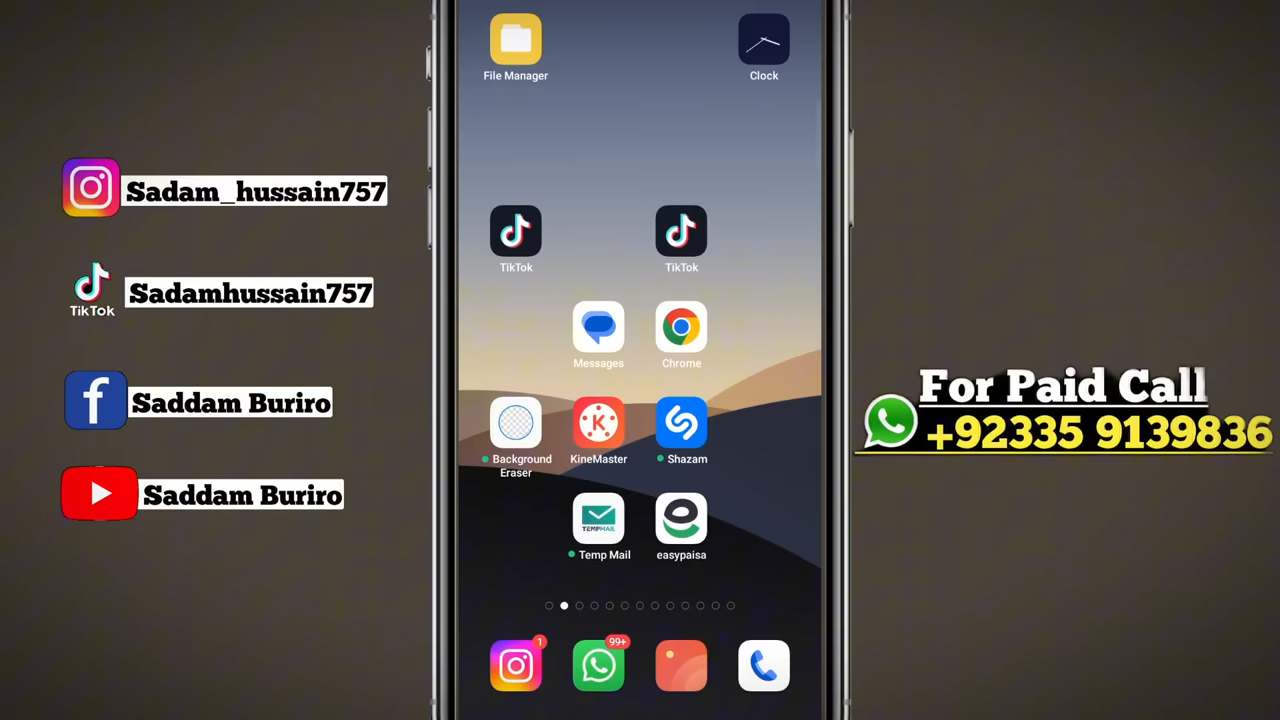 File Manager
Clock
Sadam_hussain757
TikTok
Sadamhussain757
Saddam Buriro
Saddam Buriro
TikTok
TikTok
Messages
Chrome
Background
Eraser
KineMaster
Shazam
TEMPMAIL
Temp Mail
easypaisa
1
99+
For Paid Call
+92335 9139836